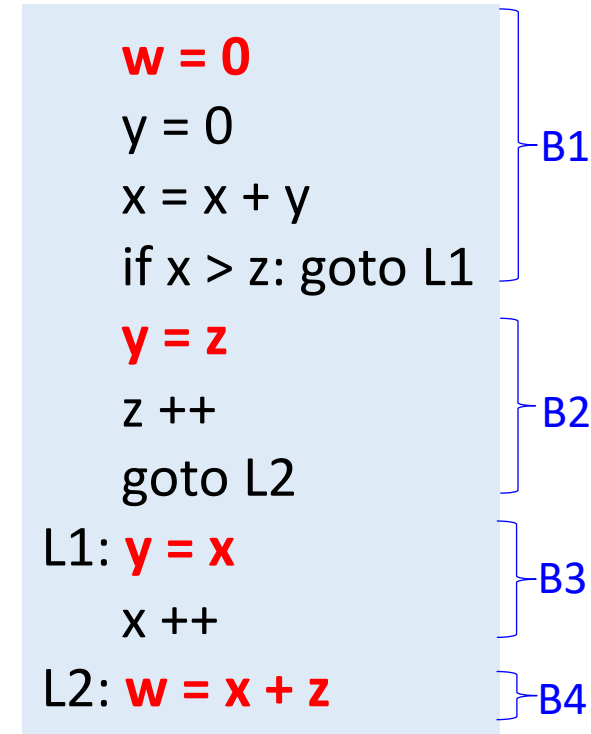 w = 0
y = 0
x = x + y
if x > z: goto L1
B1
y = z
z ++
goto L2
B2
L1: y = x
x ++
B3
L2: w = x + z
B4